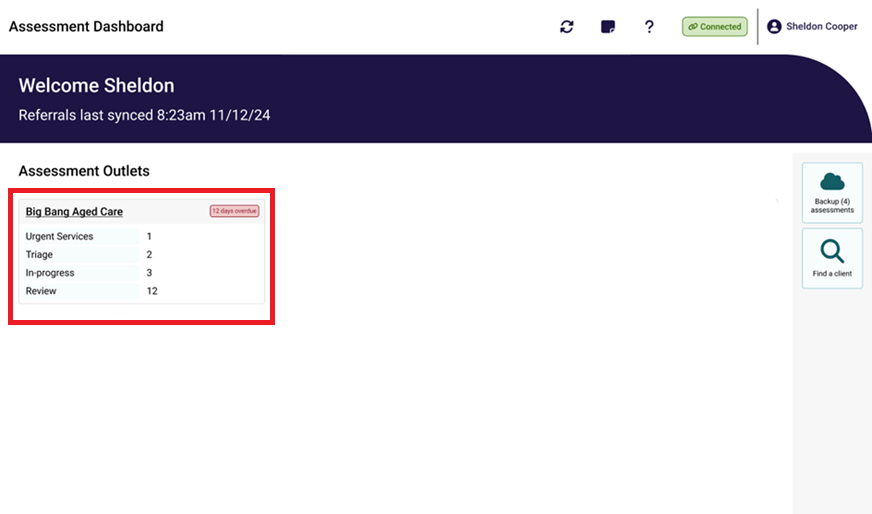 Assessment Dashboard
?
Connected
Sheldon Cooper
Welcome Sheldon
Referrals last synced 8:23am 11/12/24
Assessment Outlets
Big Bang Aged Care
12 days overdue
Urgent Services 1
Triage 2
In-progress 3
Review 12
Backup (4)
assessments
Find a client